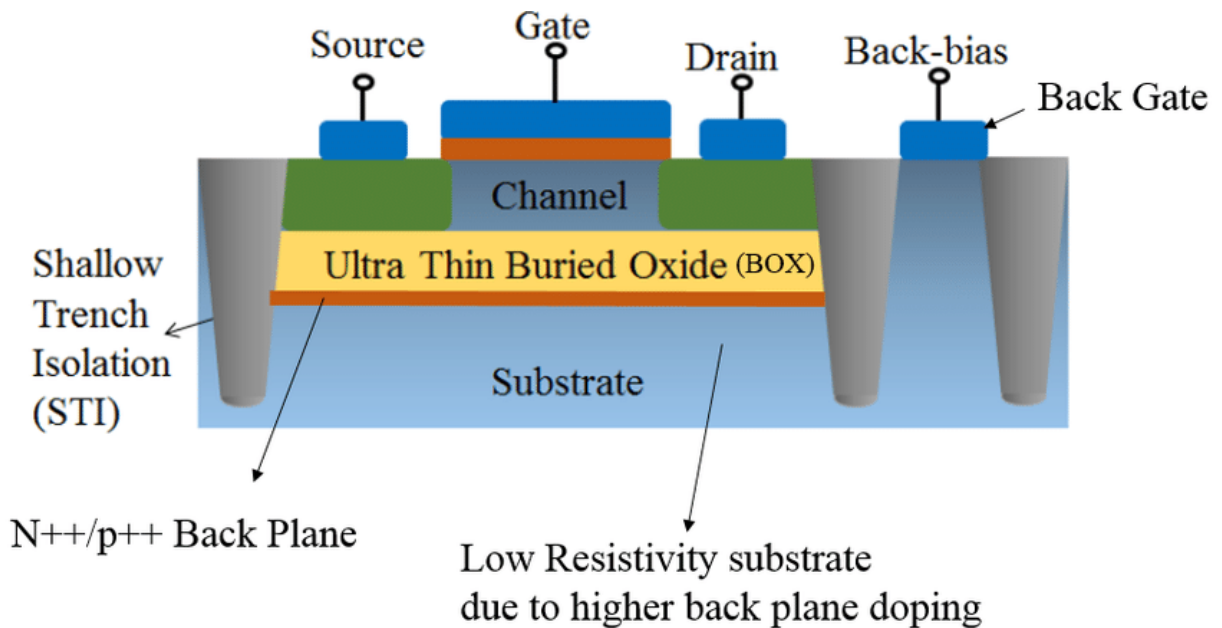 Source
Gate
Drain
Back-bias
Back Gate
Channel
Ultra Thin Buried Oxide (BOX)
Shallow
Trench
Isolation
(STI)
Substrate
N++/p++ Back Plane
Low Resistivity substrate
due to higher back plane doping